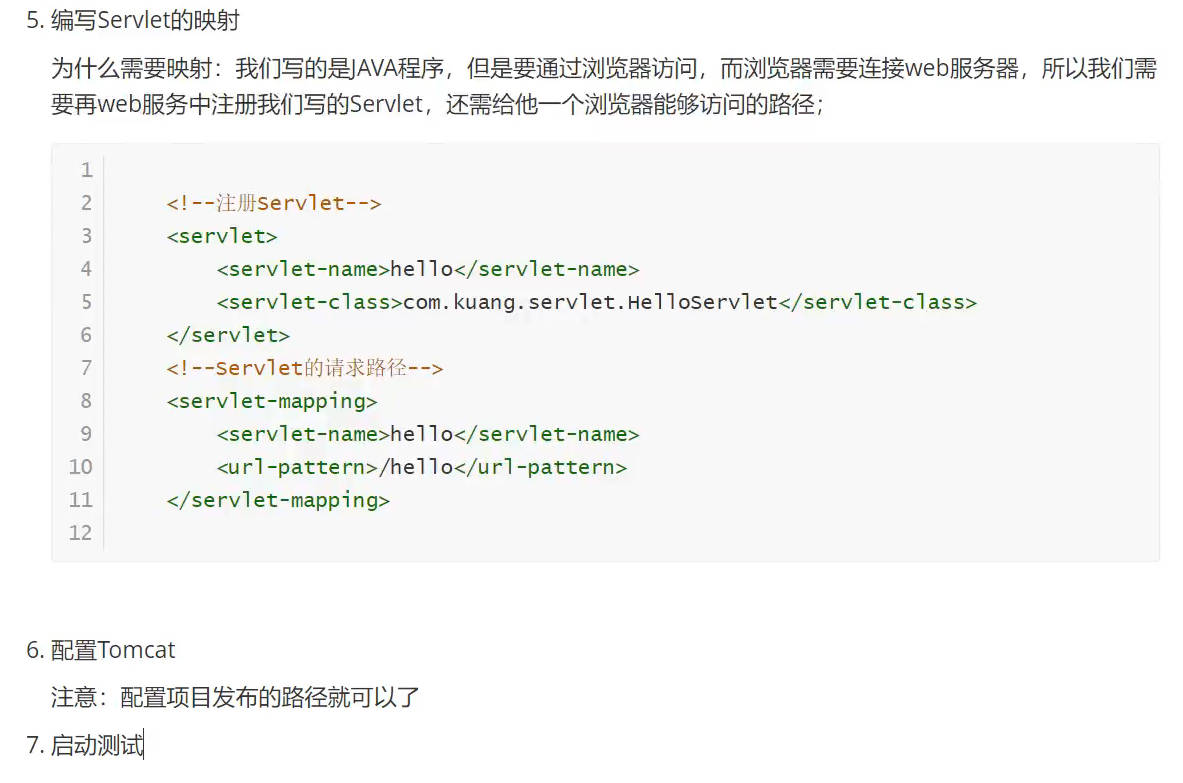 5. 编写Servlet的映射
为什么需要映射：我们写的是JAVA程序，但是要通过浏览器访问，而浏览器需要连接web服务器，所以我们需
要再web服务中注册我们写的Servlet，还需给他一个浏览器能够访问的路径；
1
2 <!--注册Servlet-->
3 <servlet>
4 <servlet-name>hello</servlet-name>
5 <servlet-class>com.kuang.servlet.HelloServlet</servlet-class>
6 </servlet>
7 <!--Servlet的请求路径-->
8 <servlet-mapping>
9 <servlet-name>hello</servlet-name>
10 <url-pattern>/hello</url-pattern>
11 </servlet-mapping>
12
6. 配置Tomcat
注意：配置项目发布的路径就可以了
7. 启动测试